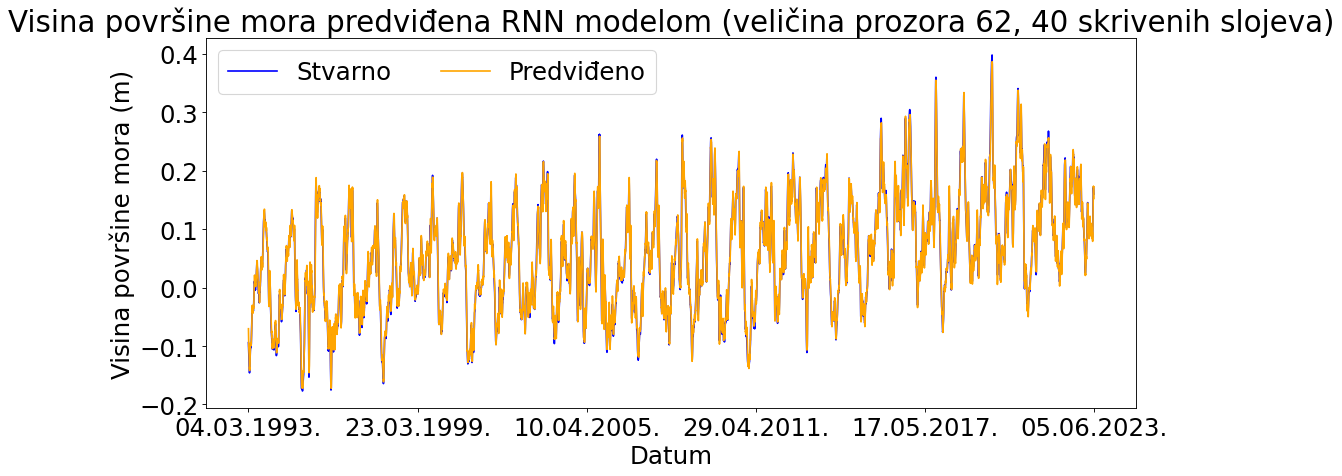 Visina površine mora predviđena RNN modelom (veličina prozora 62, 40 skrivenih slojeva)
Stvarno Predviđeno
Visina površine mora (m)
0.4
0.3
0.2
0.1
0.0
−0.1
−0.2
04.03.1993. 23.03.1999. 10.04.2005. 29.04.2011. 17.05.2017. 05.06.2023.
Datum